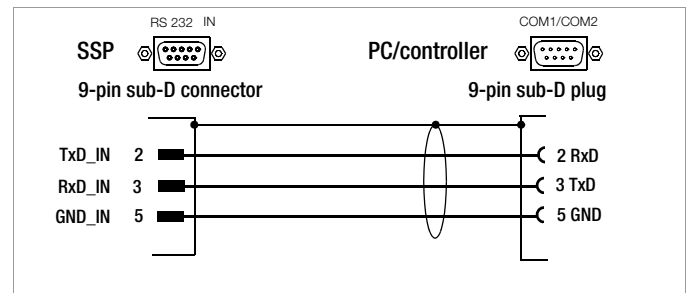 RS 232 IN COM1/COM2
SSP PC/controller
9-pin sub-D connector 9-pin sub-D plug
TxD_IN 2 2 RxD
RxD_IN 3 3 TxD
GND_IN 5 5 GND